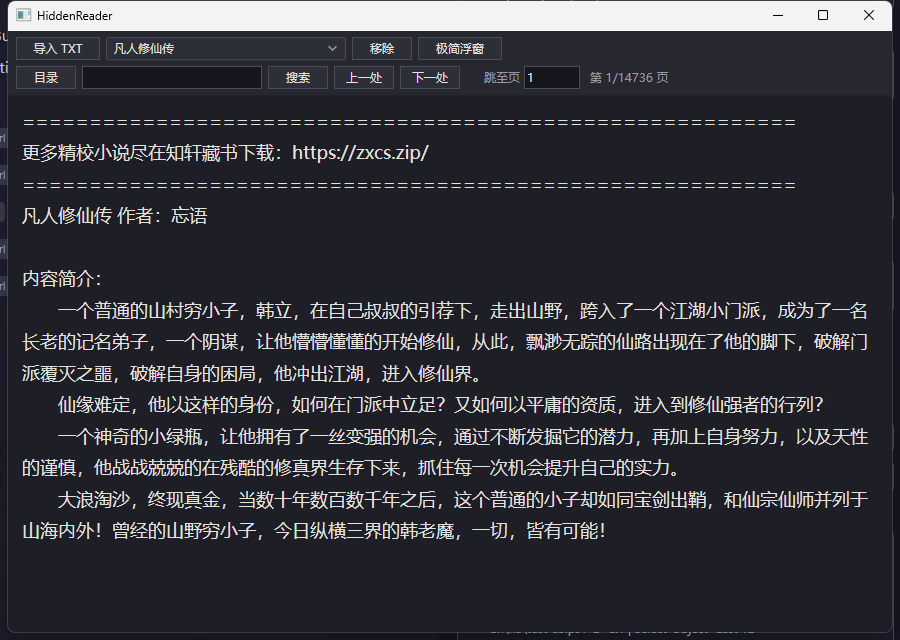 HiddenReader
导入 TXT 凡人修仙传 移除 极简浮窗
目录 搜索 上一处 下一处 跳至页 1 第 1/14736 页
==========================================================
更多精校小说尽在知轩藏书下载：https://zxcs.zip/
==========================================================
凡人修仙传 作者：忘语
内容简介：
一个普通的山村穷小子，韩立，在自己叔叔的引荐下，走出山野，跨入了一个江湖小门派，成为了一名
长老的记名弟子，一个阴谋，让他懵懵懂懂的开始修仙，从此，飘渺无踪的仙路出现在了他的脚下，破解门
派覆灭之噩，破解自身的困局，他冲出江湖，进入修仙界。
仙缘难定，他以这样的身份，如何在门派中立足？又如何以平庸的资质，进入到修仙强者的行列？
一个神奇的小绿瓶，让他拥有了一丝变强的机会，通过不断发掘它的潜力，再加上自身努力，以及天性
的谨慎，他战战兢兢的在残酷的修真界生存下来，抓住每一次机会提升自己的实力。
大浪淘沙，终现真金，当数十年数百数千年之后，这个普通的小子却如同宝剑出鞘，和仙宗仙师并列于
山海内外！曾经的山野穷小子，今日纵横三界的韩老魔，一切，皆有可能！